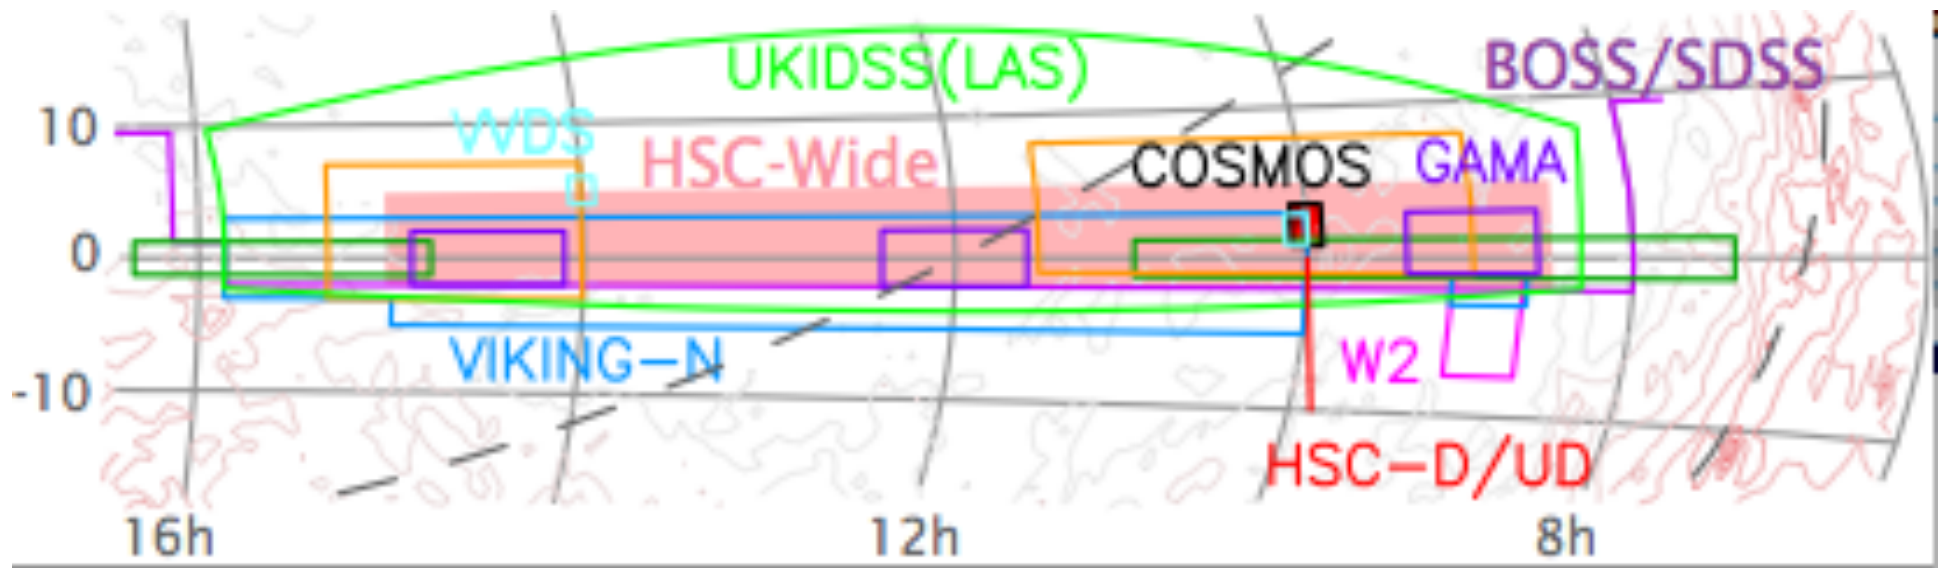 UKIDSS(LAS)
BOSS/SDSS
10
VVDS
HSC-Wide
COSMOS
GAMA
0
VIKING-N
W2
-10
HSC-D/UD
16h
12h
8h